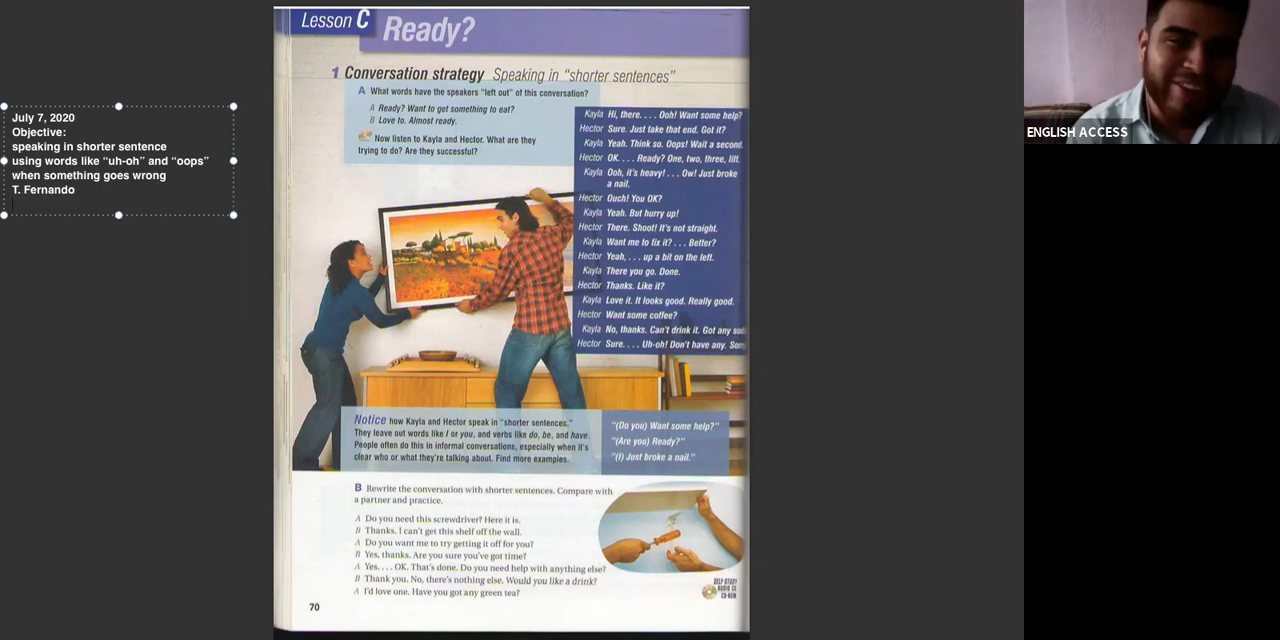 July 7, 2020
Objective:
speaking in shorter sentence
using words like “uh-oh” and “oops”
when something goes wrong
T. Fernando
Lesson C
Ready?
1 Conversation strategy Speaking in “shorter sentences”
A What words have the speakers “left out” of this conversation?
A Ready? Want to get something to eat?
B Love to. Almost ready.
Now listen to Kayla and Hector. What are they
trying to do? Are they successful?
Kayla Hi, there. . . . Ooh! Want some help?
Hector Sure. Just take that end. Got it?
Kayla Yeah. Think so. Oops! Wait a second.
Hector OK. . . . Ready? One, two, three, lift.
Kayla Ooh, it's heavy! . . . Ow! Just broke
a nail.
Hector Ouch! You OK?
Kayla Yeah. But hurry up!
Hector There. Shoot! It's not straight.
Kayla Want me to fix it? . . . Better?
Hector Yeah, . . . up a bit on the left.
Kayla There you go. Done.
Hector Thanks. Like it?
Kayla Love it. It looks good. Really good.
Hector Want some coffee?
Kayla No, thanks. Can't drink it. Got any
Hector Sure. . . . Uh-oh! Don't have any.
Notice how Kayla and Hector speak in “shorter sentences.”
They leave out words like I or you, and verbs like do, be, and have.
People often do this in informal conversations, especially when it's
clear who or what they're talking about. Find more examples.
“(Do you) Want some help?”
“(Are you) Ready?”
“(I) Just broke a nail.”
B Rewrite the conversation with shorter sentences. Compare with
a partner and practice.
A Do you need this screwdriver? Here it is.
B Thanks. I can't get this shelf off the wall.
A Do you want me to try getting it off for you?
B Yes, thanks. Are you sure you've got time?
A Yes. . . . OK. That's done. Do you need help with anything else?
B Thank you. No, there's nothing else. Would you like a drink?
A I'd love one. Have you got any green tea?
SELF-STUDY
AUDIO CD
CD-ROM
70
ENGLISH ACCESS